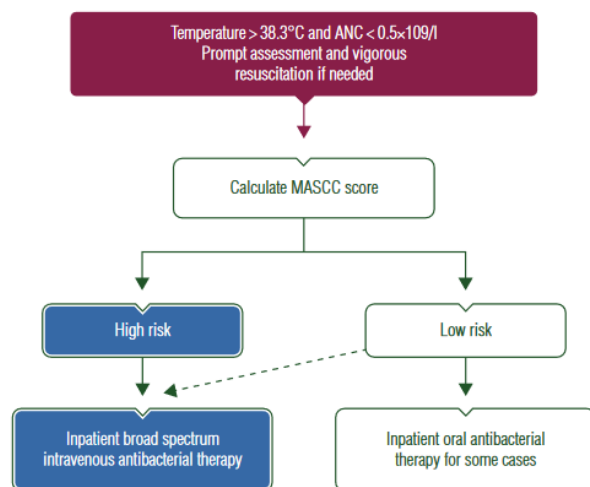 Temperature > 38.3°C and ANC < 0.5×109/l
Prompt assessment and vigorous
resuscitation if needed
Calculate MASCC score
High risk
Low risk
Inpatient broad spectrum
intravenous antibacterial therapy
Inpatient oral antibacterial
therapy for some cases